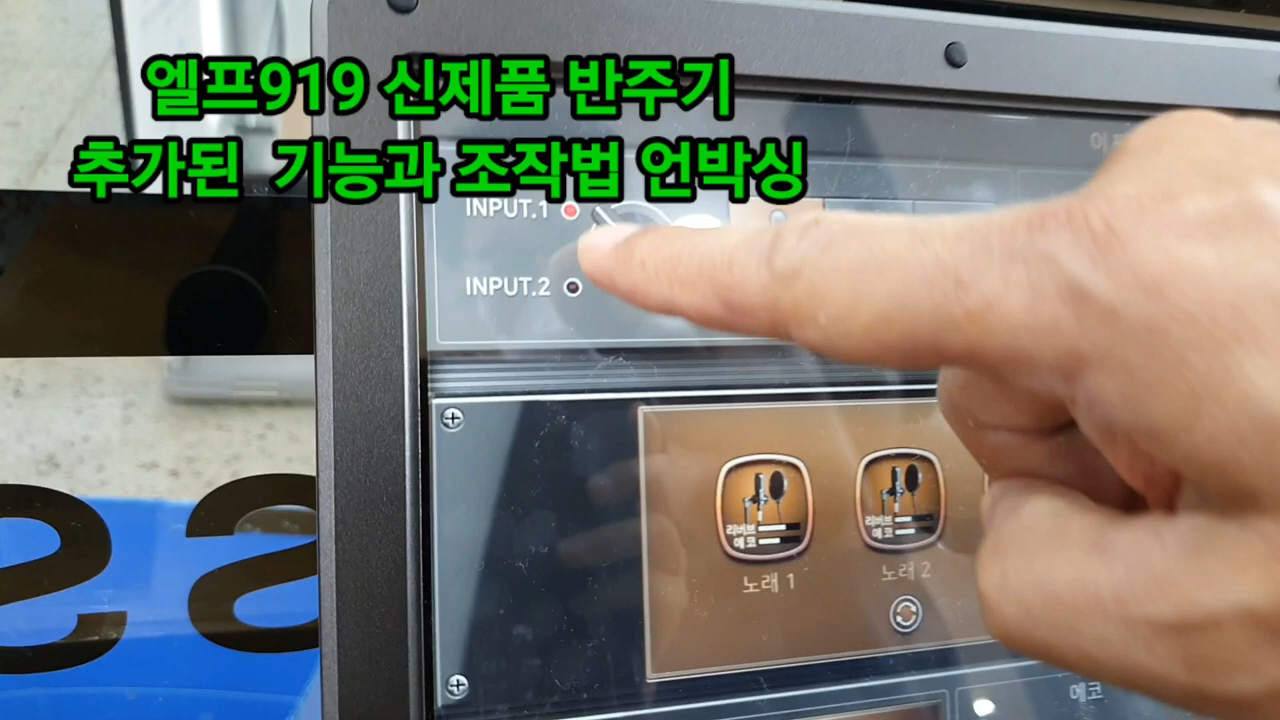 엘프919 신제품 반주기
추가된 기능과 조작법 언박싱
INPUT.1
INPUT.2
리버브
에코
리버브
에코
노래 1
노래 2
에코